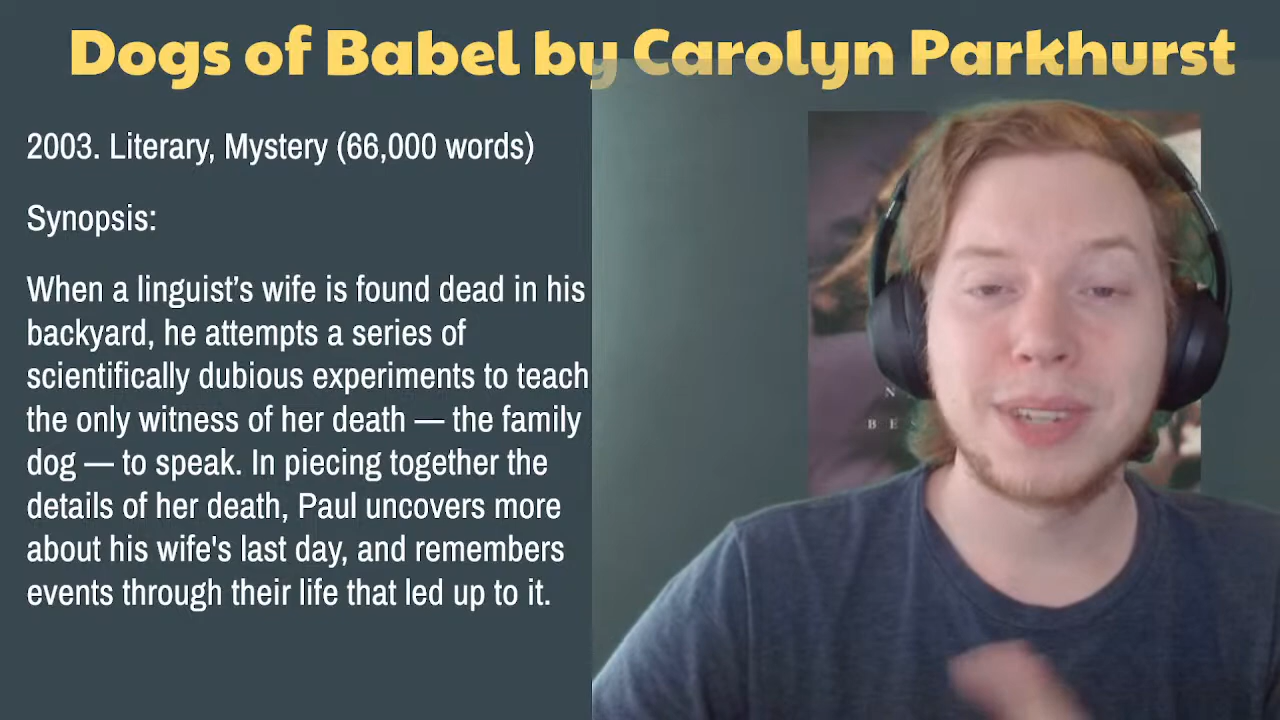 Dogs of Babel by Carolyn Parkhurst
2003. Literary, Mystery (66,000 words)
Synopsis:
When a linguist’s wife is found dead in his
backyard, he attempts a series of
scientifically dubious experiments to teach
the only witness of her death — the family
dog — to speak. In piecing together the
details of her death, Paul uncovers more
about his wife's last day, and remembers
events through their life that led up to it.